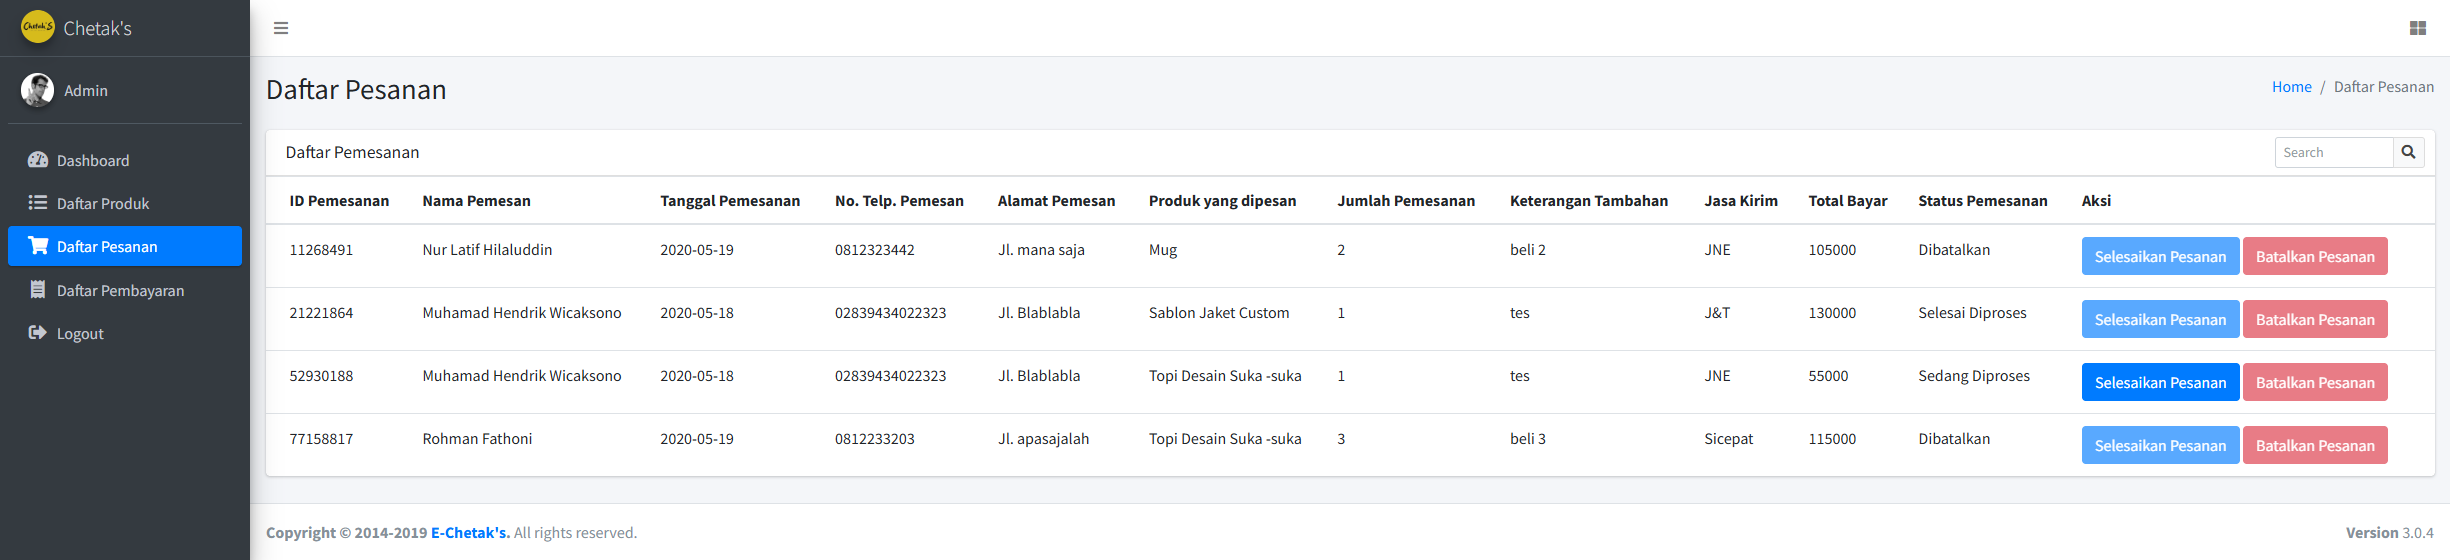 Chetak'S Chetak's
Admin
Dashboard
Daftar Produk
Daftar Pesanan
Daftar Pembayaran
Logout
Daftar Pesanan
Home / Daftar Pesanan
Daftar Pemesanan
Search
ID Pemesanan Nama Pemesan Tanggal Pemesanan No. Telp. Pemesan Alamat Pemesan Produk yang dipesan Jumlah Pemesanan Keterangan Tambahan Jasa Kirim Total Bayar Status Pemesanan Aksi
11268491 Nur Latif Hilaluddin 2020-05-19 0812323442 Jl. mana saja Mug 2 beli 2 JNE 105000 Dibatalkan Selesaikan Pesanan Batalkan Pesanan
21221864 Muhamad Hendrik Wicaksono 2020-05-18 02839434022323 Jl. Blablabla Sablon Jaket Custom 1 tes J&T 130000 Selesai Diproses Selesaikan Pesanan Batalkan Pesanan
52930188 Muhamad Hendrik Wicaksono 2020-05-18 02839434022323 Jl. Blablabla Topi Desain Suka -suka 1 tes JNE 55000 Sedang Diproses Selesaikan Pesanan Batalkan Pesanan
77158817 Rohman Fathoni 2020-05-19 0812233203 Jl. apasajalah Topi Desain Suka -suka 3 beli 3 Sicepat 115000 Dibatalkan Selesaikan Pesanan Batalkan Pesanan
Copyright © 2014-2019 E-Chetak's. All rights reserved.
Version 3.0.4